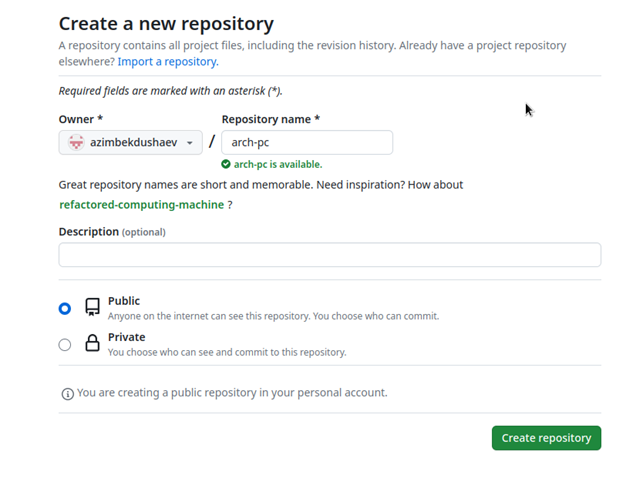 Create a new repository
A repository contains all project files, including the revision history. Already have a project repository
elsewhere? Import a repository.
Required fields are marked with an asterisk (*).
Owner * Repository name *
azimbekdushaev / arch-pc
arch-pc is available.
Great repository names are short and memorable. Need inspiration? How about
refactored-computing-machine ?
Description (optional)
Public
Anyone on the internet can see this repository. You choose who can commit.
Private
You choose who can see and commit to this repository.
You are creating a public repository in your personal account.
Create repository